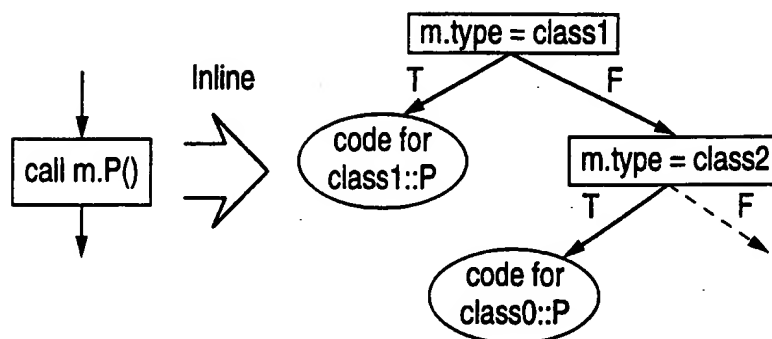 m.type = class1
T
F
Inline
code for
class1::P
call m.P()
m.type = class2
T
F
code for
class0::P